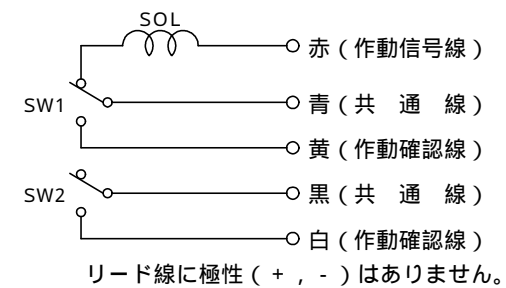 SOL
赤（作動信号線）
SW1
青（共　通　線）
黄（作動確認線）
SW2
黒（共　通　線）
白（作動確認線）
リード線に極性（+，-）はありません。